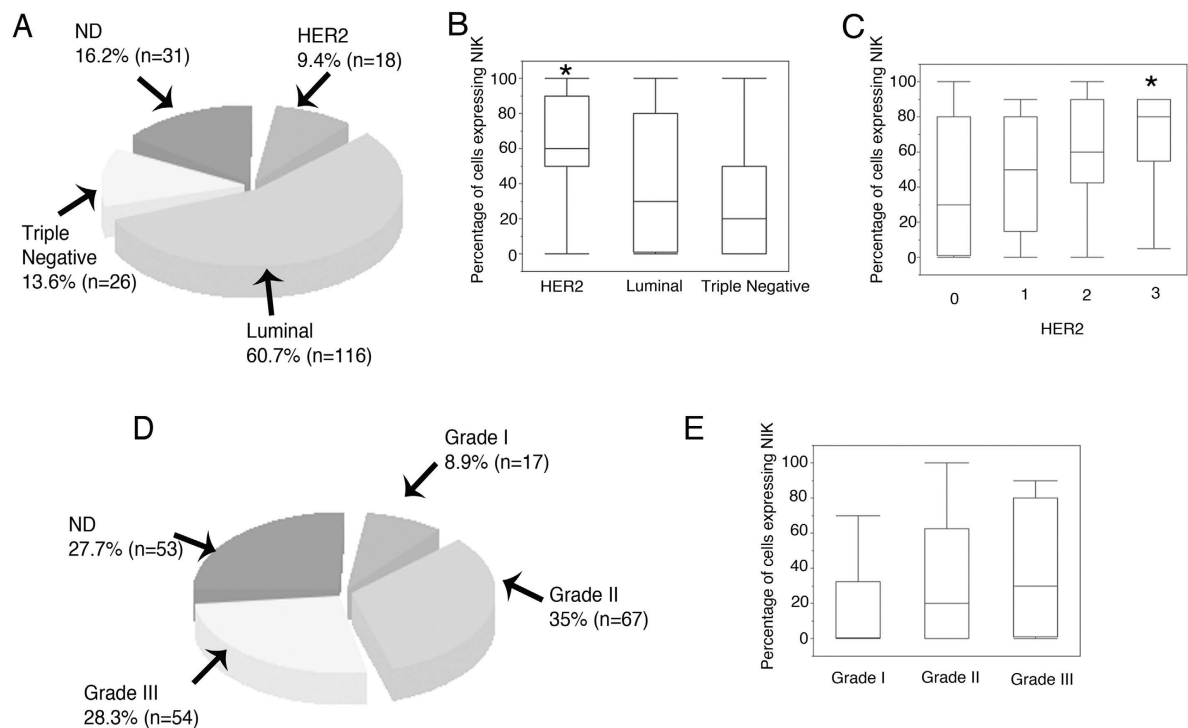 A
ND
16.2% (n=31)
HER2
9.4% (n=18)
Triple
Negative
13.6% (n=26)
Luminal
60.7% (n=116)
B
Percentage of cells expressing NIK
100
80
60
40
20
0
*
HER2 Luminal Triple Negative
C
Percentage of cells expressing NIK
100
80
60
40
20
0
*
0 1 2 3
HER2
D
Grade I
8.9% (n=17)
ND
27.7% (n=53)
Grade II
35% (n=67)
Grade III
28.3% (n=54)
E
Percentage of cells expressing NIK
100
80
60
40
20
0
Grade I Grade II Grade III